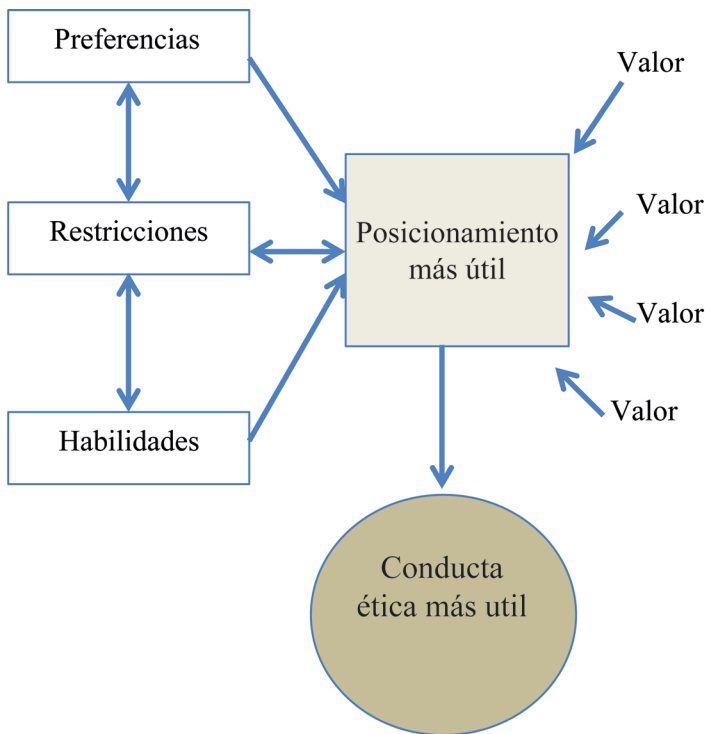 Preferencias
Valor
Restricciones
Posicionamiento
más útil
Valor
Valor
Habilidades
Valor
Conducta
ética más util